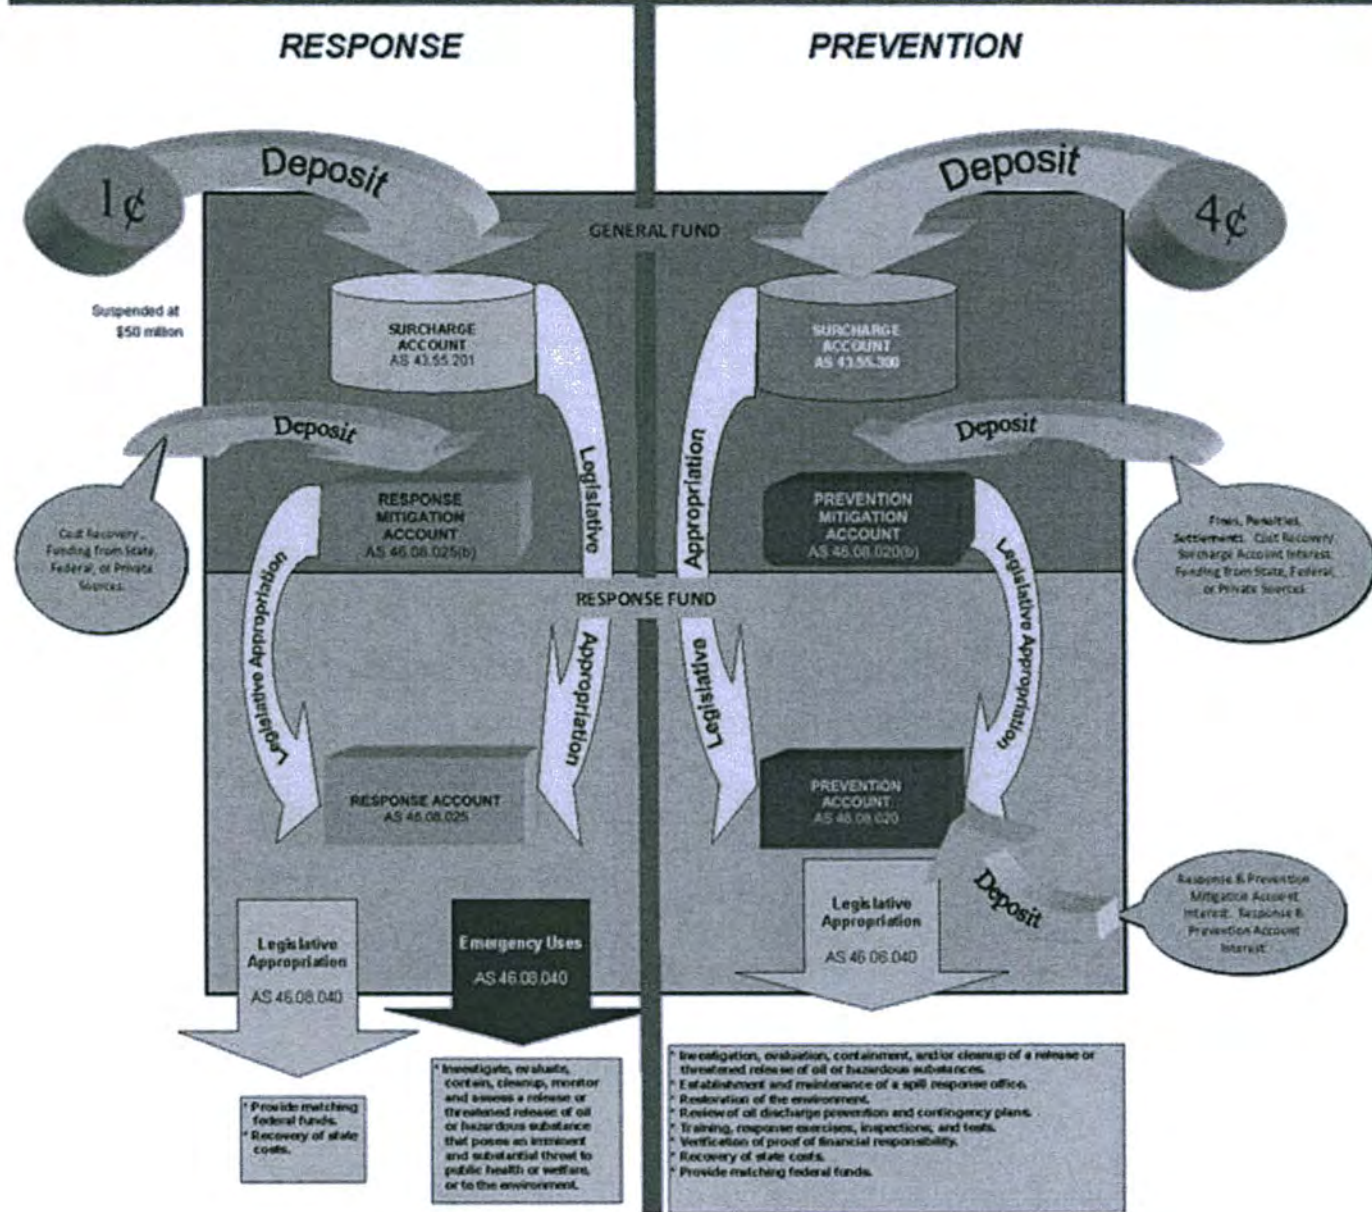 RESPONSE
PREVENTION
1¢
Deposit
Deposit
4¢
GENERAL FUND
Suspended at
$50 million
SURCHARGE
ACCOUNT
AS 43.55.201
SURCHARGE
ACCOUNT
AS 43.55.300
Legislative
Appropriation
Appropriation
Legislative
Deposit
Deposit
RESPONSE
MITIGATION
ACCOUNT
AS 46.08.025(b)
PREVENTION
MITIGATION
ACCOUNT
AS 46.08.020(b)
Cost Recovery,
Funding from State,
Federal, or Private
Sources.
Fines, Penalties,
Settlements, Cost Recovery
Surcharge Account Interest,
Funding from State, Federal,
or Private Sources
Legislative Appropriation
Legislative Appropriation
RESPONSE FUND
RESPONSE ACCOUNT
AS 46.08.025
PREVENTION
ACCOUNT
AS 46.08.020
Deposit
Response & Prevention
Mitigation Account
Interest. Response &
Prevention Account
Interest
Legislative
Appropriation
AS 46.08.040
Emergency Uses
AS 46.08.040
Legislative
Appropriation
AS 46.08.040
* Provide matching
federal funds.
* Recovery of state
costs.
* Investigate, evaluate,
contain, cleanup, monitor
and assess a release or
threatened release of oil
or hazardous substance
that poses an imminent
and substantial threat to
public health or welfare,
or to the environment.
* Investigation, evaluation, containment, and/or cleanup of a release or
threatened release of oil or hazardous substances.
* Establishment and maintenance of a spill response office.
* Restoration of the environment.
* Review of oil discharge prevention and contingency plans.
* Training, response exercises, inspections, and tests.
* Verification of proof of financial responsibility.
* Recovery of state costs.
* Provide matching federal funds.